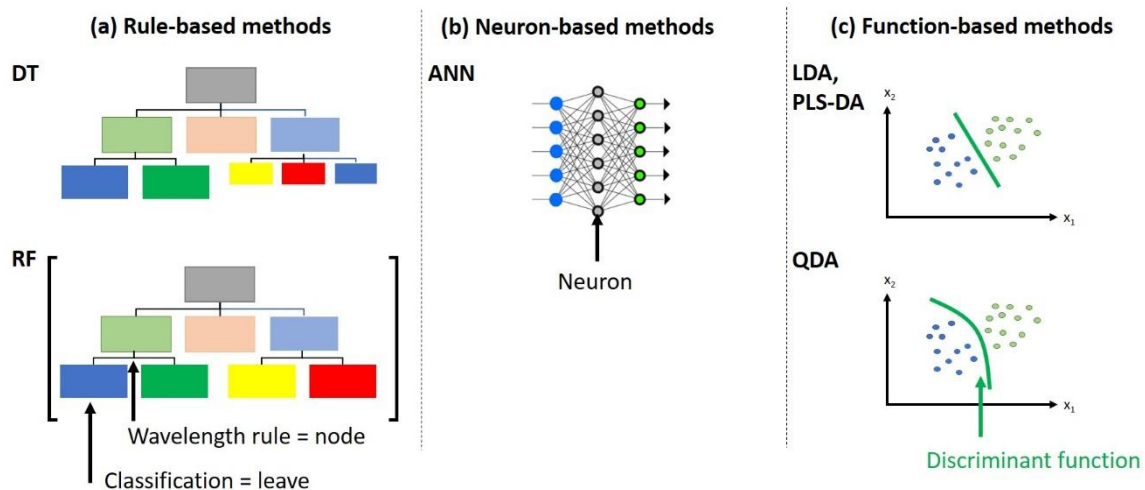 (a) Rule-based methods
DT
RF
Wavelength rule = node
Classification = leave
(b) Neuron-based methods
ANN
Neuron
(c) Function-based methods
LDA,
PLS-DA
x₂
x₁
QDA
x₂
x₁
Discriminant function